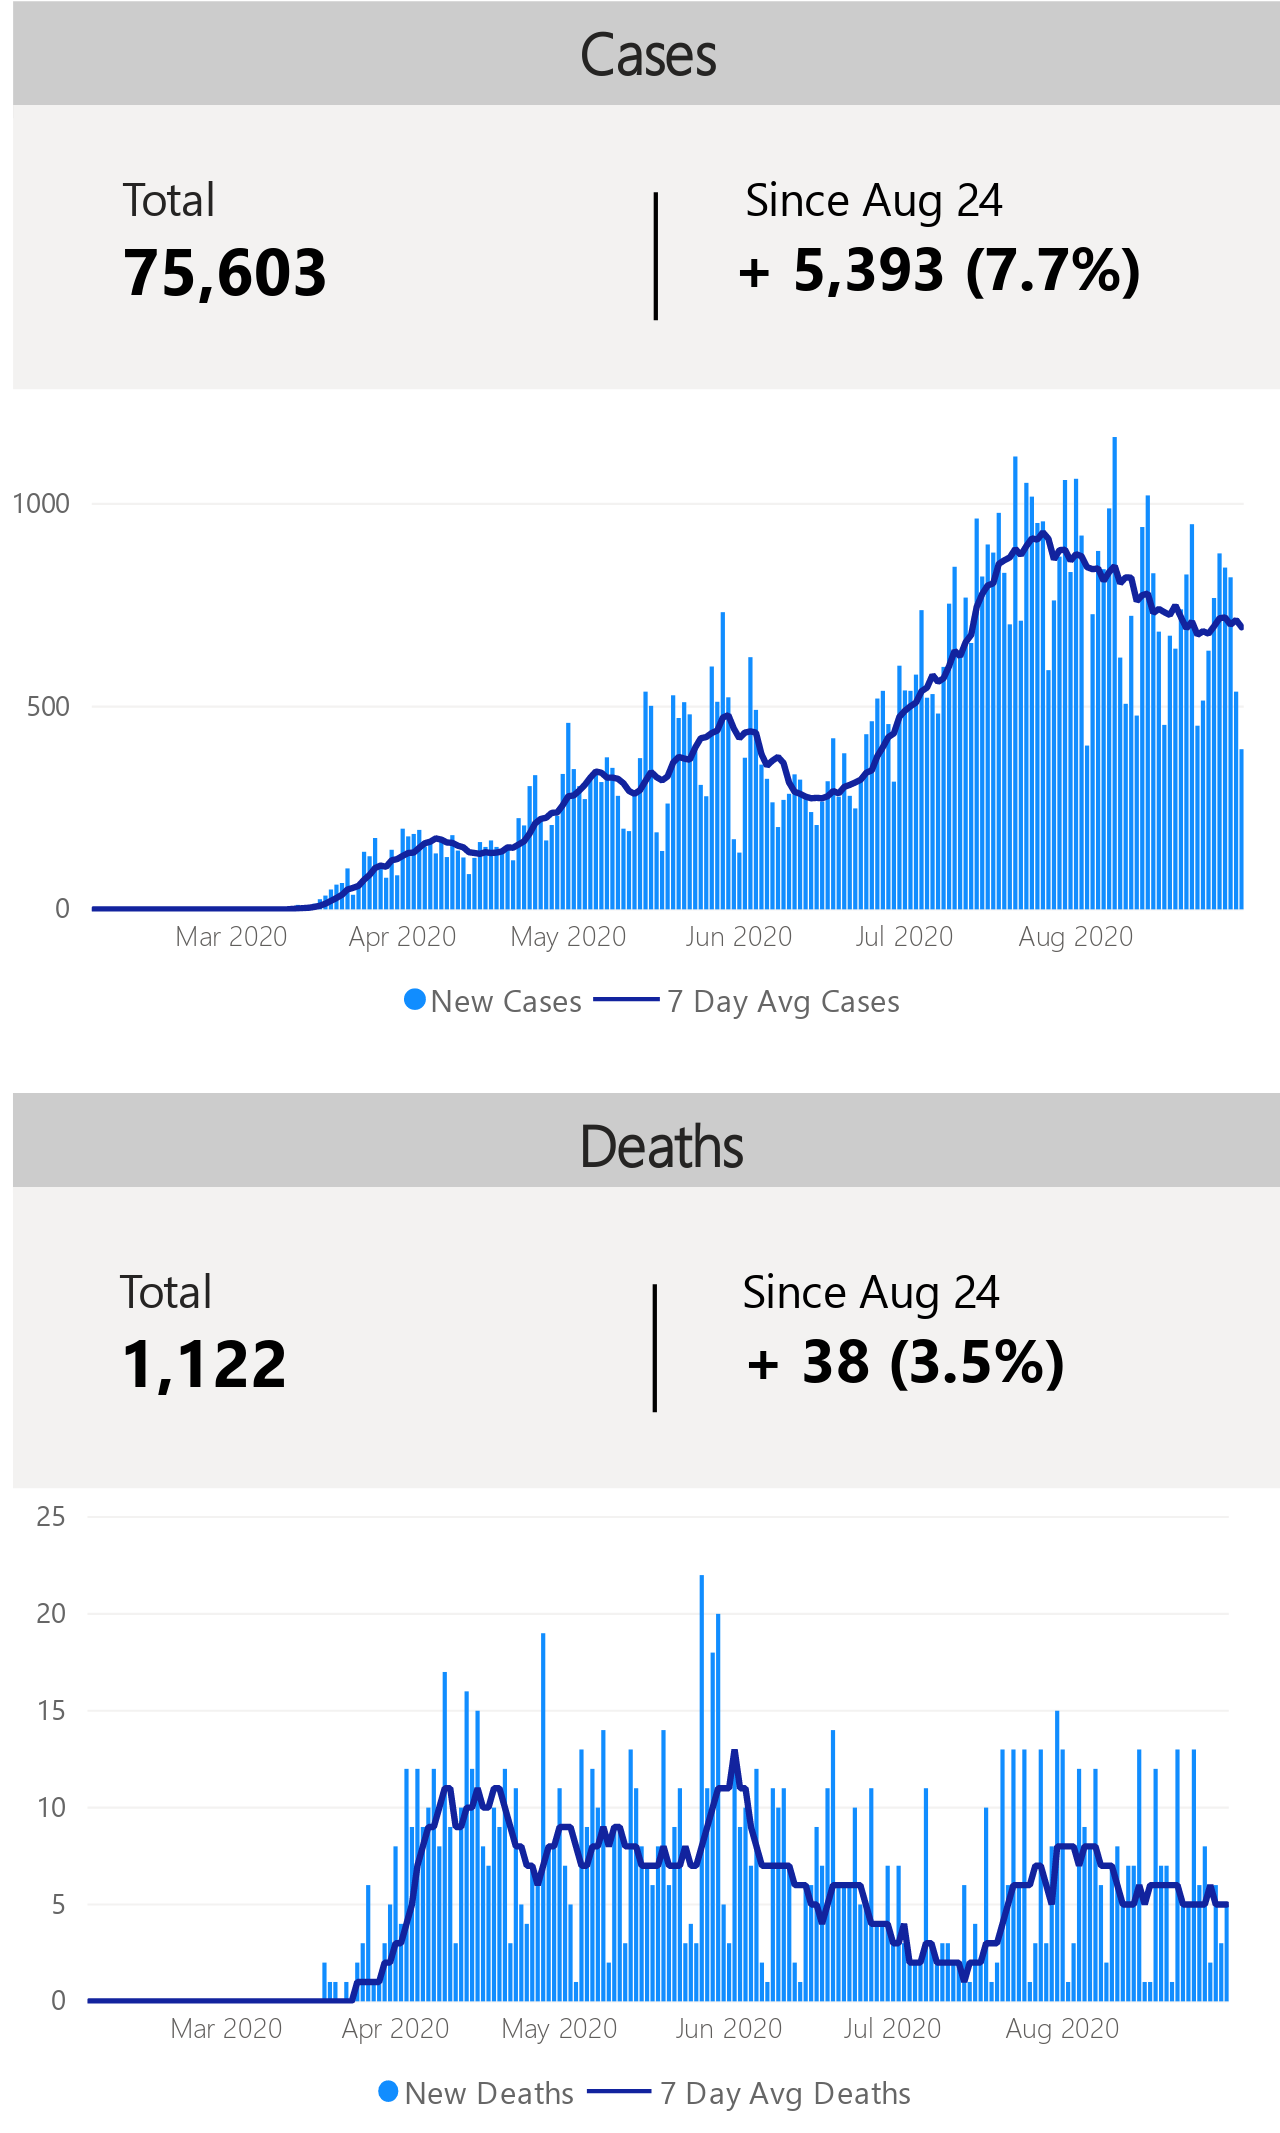 Cases
Total
Since Aug 24
75,603
+ 5,393 (7.7%)
1000
500
0
Mar 2020 Apr 2020 May 2020 Jun 2020 Jul 2020 Aug 2020
New Cases 7 Day Avg Cases
Deaths
Total
Since Aug 24
1,122
+ 38 (3.5%)
25
20
15
10
5
0
Mar 2020 Apr 2020 May 2020 Jun 2020 Jul 2020 Aug 2020
New Deaths 7 Day Avg Deaths